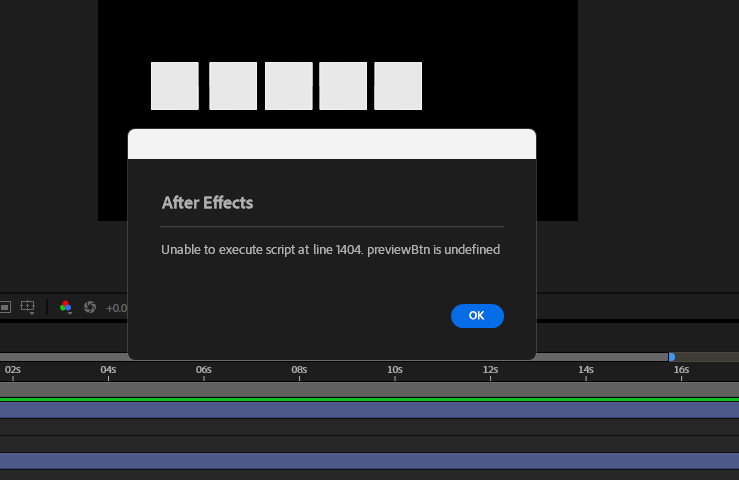 After Effects
Unable to execute script at line 1404. previewBtn is undefined
OK
+0.0
02s 04s 06s 08s 10s 12s 14s 16s